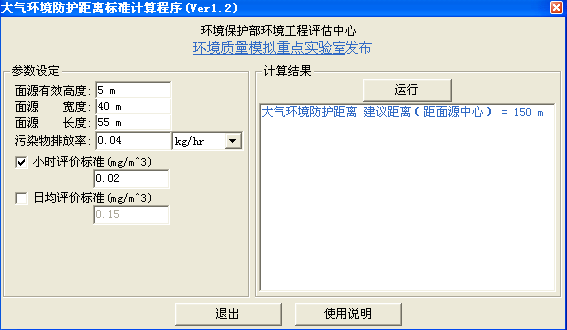 大气环境防护距离标准计算程序(Ver1.2)
环境保护部环境工程评估中心
环境质量模拟重点实验室发布
参数设定
面源有效高度: 5 m
面源 宽度: 40 m
面源 长度: 55 m
污染物排放率: 0.04 kg/hr
小时评价标准(mg/m^3)
0.02
日均评价标准(mg/m^3)
0.15
计算结果
运行
大气环境防护距离 建议距离(距面源中心) = 150 m
退出 使用说明